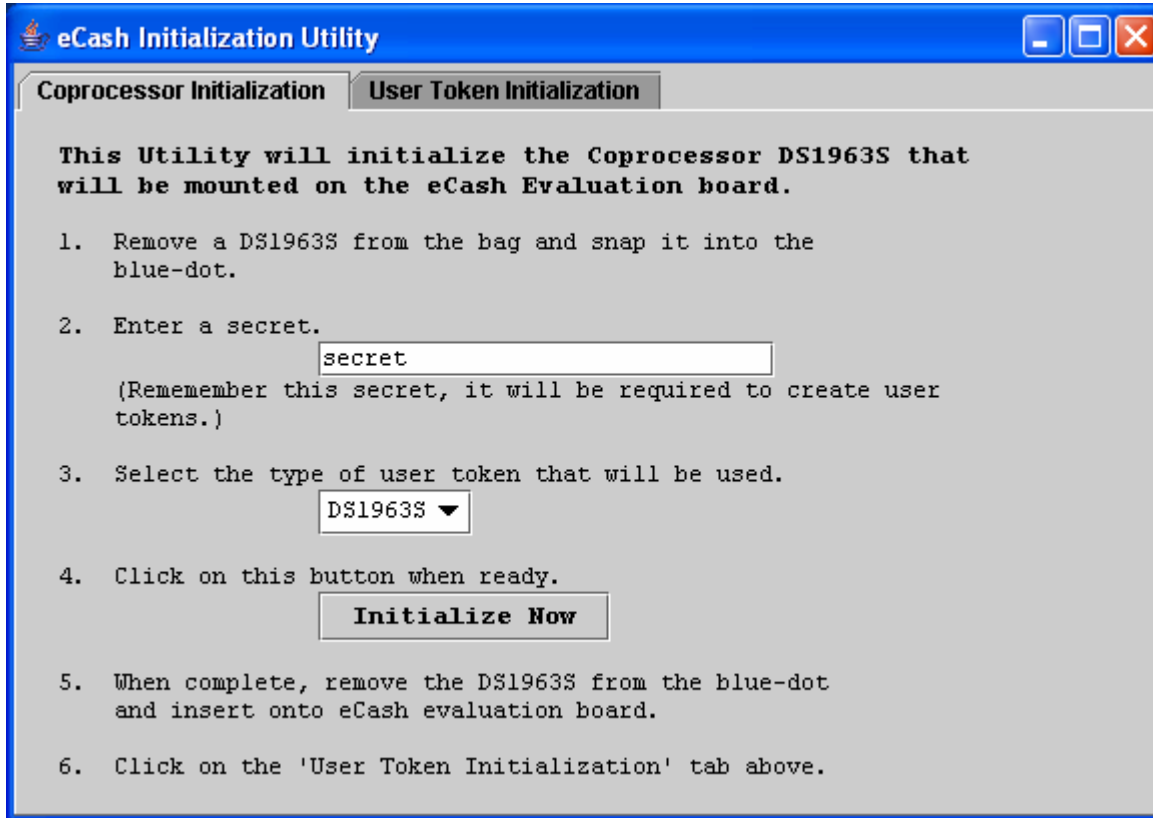 eCash Initialization Utility
Coprocessor Initialization User Token Initialization
This Utility will initialize the Coprocessor DS1963S that
will be mounted on the eCash Evaluation board.
1. Remove a DS1963S from the bag and snap it into the
blue-dot.
2. Enter a secret.
secret
(Rememember this secret, it will be required to create user
tokens.)
3. Select the type of user token that will be used.
DS1963S
4. Click on this button when ready.
Initialize Now
5. When complete, remove the DS1963S from the blue-dot
and insert onto eCash evaluation board.
6. Click on the 'User Token Initialization' tab above.